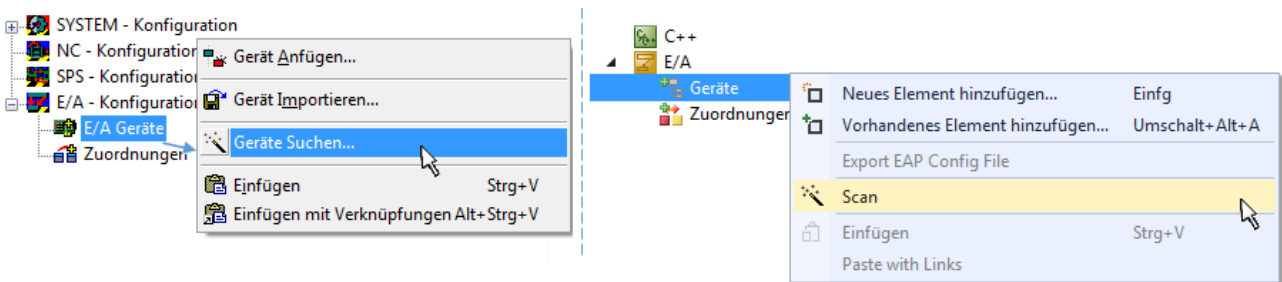 SYSTEM - Konfiguration
NC - Konfiguration
SPS - Konfiguration
E/A - Konfiguration
E/A Geräte
Zuordnungen
Gerät Anfügen...
Gerät Importieren...
Geräte Suchen...
Einfügen Strg+V
Einfügen mit Verknüpfungen Alt+Strg+V
C++
E/A
Geräte
Zuordnungen
Neues Element hinzufügen... Einfg
Vorhandenes Element hinzufügen... Umschalt+Alt+A
Export EAP Config File
Scan
Einfügen Strg+V
Paste with Links